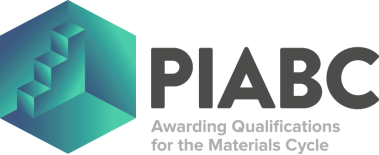 PIABC
Awarding Qualifications
for the Materials Cycle